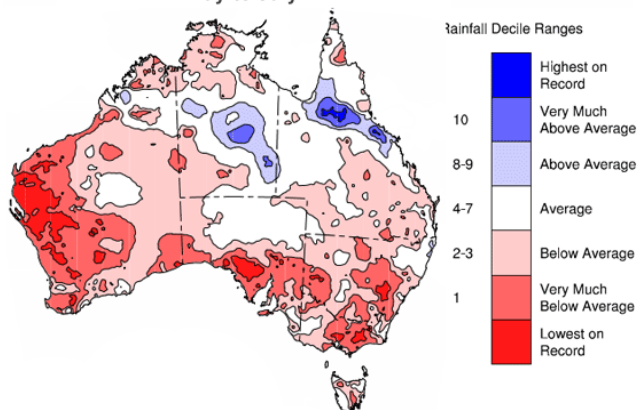 Rainfall Decile Ranges
Highest on
Record
10
Very Much
Above Average
8-9
Above Average
4-7
Average
2-3
Below Average
1
Very Much
Below Average
Lowest on
Record